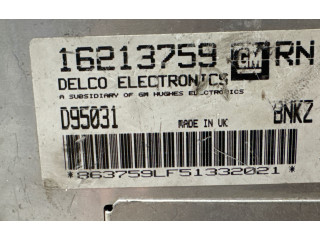 16213759 GM RN
DELCO ELECTRONICS
A SUBSIDIARY OF GM HUGHES ELECTRONICS
D95031 MADE IN UK BNKZ
*863759LF51332021*